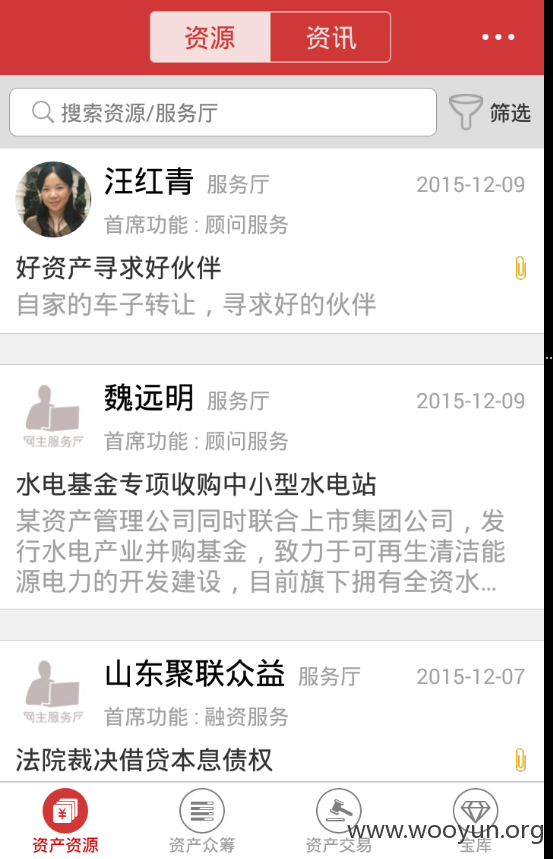 资源 资讯
搜索资源/服务厅 筛选
汪红青 服务厅 2015-12-09
首席功能 : 顾问服务
好资产寻求好伙伴
自家的车子转让，寻求好的伙伴
魏远明 服务厅 2015-12-09
首席功能 : 顾问服务
网主服务厅
水电基金专项收购中小型水电站
某资产管理公司同时联合上市集团公司，发
行水电产业并购基金，致力于可再生清洁能
源电力的开发建设，目前旗下拥有全资水...
山东聚联众益 服务厅 2015-12-07
首席功能 : 融资服务
网主服务厅
法院裁决借贷本息债权
资产资源 资产众筹 资产交易 宝库
www.wooyun.org